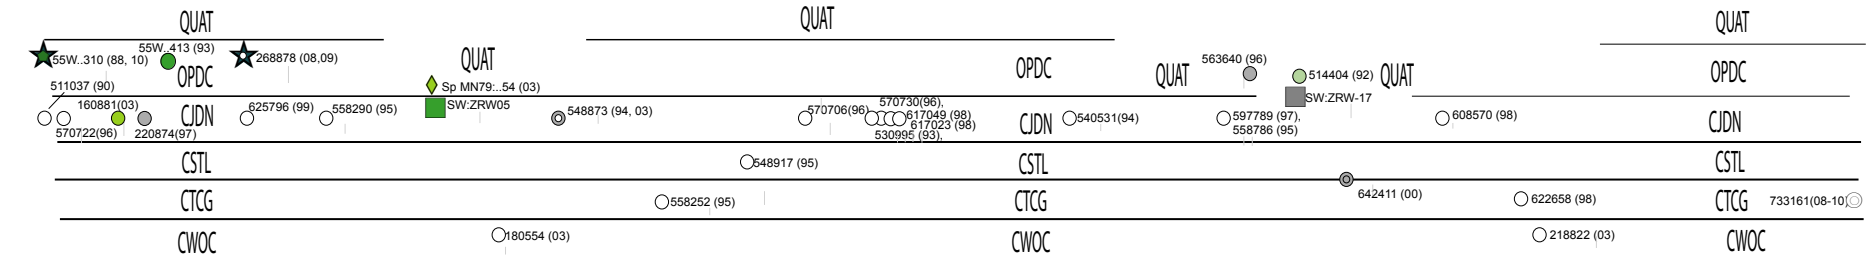 QUAT
QUAT
QUAT
55W..413 (93)
55W..310 (88, 10)
268878 (08,09)
QUAT
563640 (96)
OPDC
Sp MN79:..54 (03)
OPDC
QUAT
514404 (92)
QUAT
OPDC
511037 (90)
160881(03)
CJDN
625796 (99)
558290 (95)
SW:ZRW05
548873 (94, 03)
570706(96)
570730(96),
617049 (98)
617023 (98)
530995 (93),
CJDN
540531(94)
SW:ZRW-17
597789 (97),
558786 (95)
608570 (98)
CJDN
570722(96)
220874(97)
CSTL
548917 (95)
CSTL
CSTL
CTCG
558252 (95)
CTCG
642411 (00)
622658 (98)
CTCG
733161(08-10)
CWOC
180554 (03)
CWOC
218822 (03)
CWOC